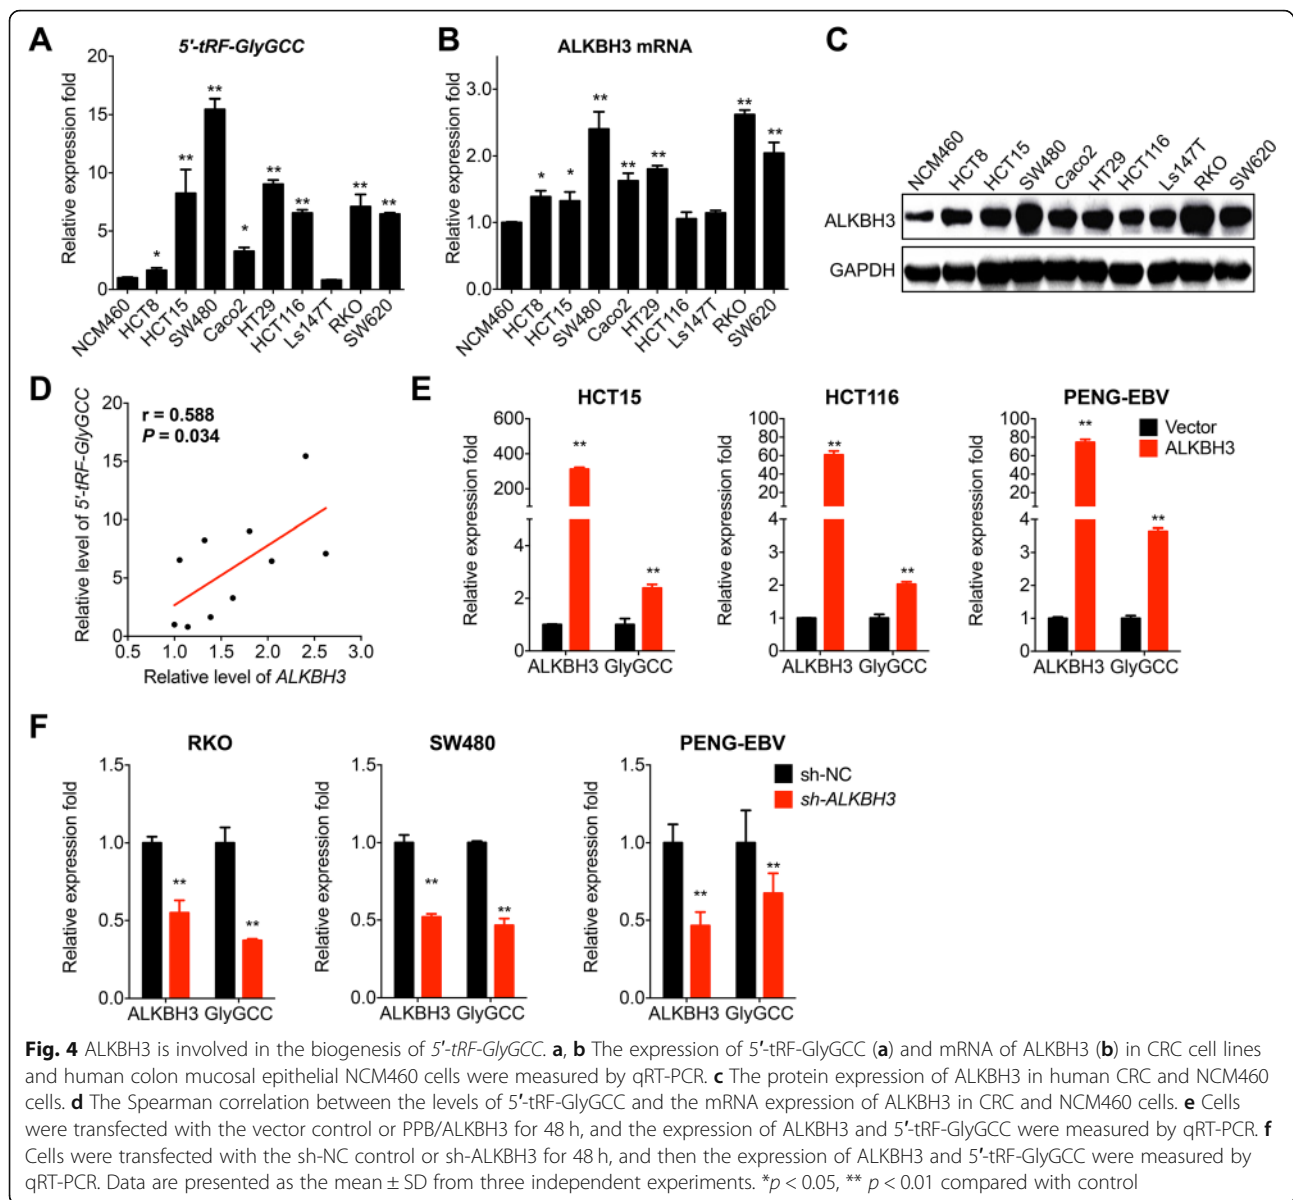 A
5'-tRF-GlyGCC
Relative expression fold
20
15
10
5
0
*
**
**
*
**
**
**
**
NCM460
HCT8
HCT15
SW480
Caco2
HT29
HCT116
Ls147T
RKO
SW620
B
ALKBH3 mRNA
Relative expression fold
3.0
2.0
1.0
0.0
*
*
**
**
**
**
**
NCM460
HCT8
HCT15
SW480
Caco2
HT29
HCT116
Ls147T
RKO
SW620
C
NCM460
HCT8
HCT15
SW480
Caco2
HT29
HCT116
Ls147T
RKO
SW620
ALKBH3
GAPDH
D
Relative level of 5'-tRF-GlyGCC
r = 0.588
P = 0.034
20
15
10
5
0
0.5 1.0 1.5 2.0 2.5 3.0
Relative level of ALKBH3
E
HCT15
Relative expression fold
600
400
200
4
2
0
**
**
ALKBH3 GlyGCC
HCT116
Relative expression fold
100
80
60
40
20
4
3
2
1
0
**
**
ALKBH3 GlyGCC
PENG-EBV
Relative expression fold
100
80
60
40
20
4
3
2
1
0
**
**
ALKBH3 GlyGCC
Vector
ALKBH3
F
RKO
Relative expression fold
1.5
1.0
0.5
0.0
**
**
ALKBH3 GlyGCC
SW480
Relative expression fold
1.5
1.0
0.5
0.0
**
**
ALKBH3 GlyGCC
PENG-EBV
Relative expression fold
1.5
1.0
0.5
0.0
**
**
ALKBH3 GlyGCC
sh-NC
sh-ALKBH3
Fig. 4 ALKBH3 is involved in the biogenesis of 5'-tRF-GlyGCC. a, b The expression of 5'-tRF-GlyGCC (a) and mRNA of ALKBH3 (b) in CRC cell lines
and human colon mucosal epithelial NCM460 cells were measured by qRT-PCR. c The protein expression of ALKBH3 in human CRC and NCM460
cells. d The Spearman correlation between the levels of 5'-tRF-GlyGCC and the mRNA expression of ALKBH3 in CRC and NCM460 cells. e Cells
were transfected with the vector control or PPB/ALKBH3 for 48 h, and the expression of ALKBH3 and 5'-tRF-GlyGCC were measured by qRT-PCR. f
Cells were transfected with the sh-NC control or sh-ALKBH3 for 48 h, and then the expression of ALKBH3 and 5'-tRF-GlyGCC were measured by
qRT-PCR. Data are presented as the mean ± SD from three independent experiments. *p < 0.05, ** p < 0.01 compared with control